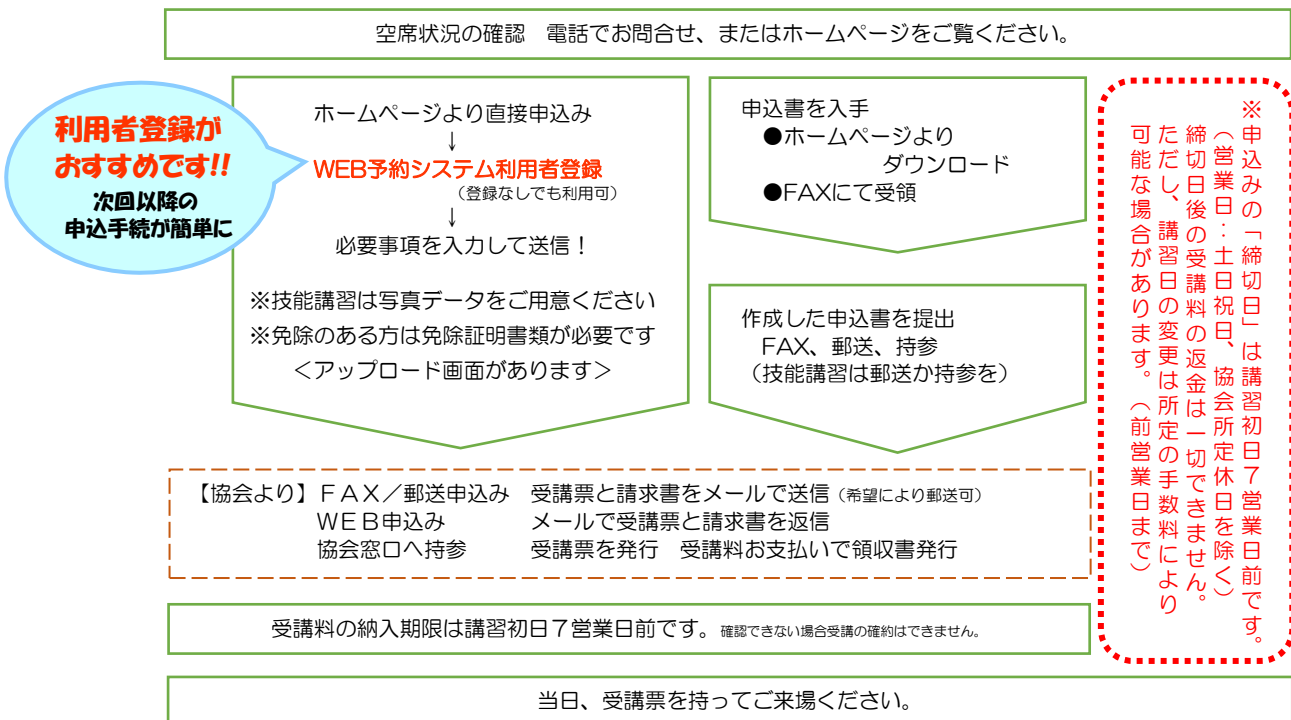 空席状況の確認　電話でお問合せ、またはホームページをご覧ください。
利用者登録が
おすすめです!!
次回以降の
申込手続が簡単に
ホームページより直接申込み
↓
WEB予約システム利用者登録
（登録なしでも利用可）
↓
必要事項を入力して送信！
※技能講習は写真データをご用意ください
※免除のある方は免除証明書類が必要です
＜アップロード画面があります＞
申込書を入手
●ホームページより
ダウンロード
●FAXにて受領
作成した申込書を提出
FAX、郵送、持参
（技能講習は郵送か持参を）
※申込みの「締切日」は講習初日７営業日前です。
（営業日：土日祝日、協会所定休日を除く）
締切日後の受講料の返金は一切できません。
ただし、講習日の変更は所定の手数料により
可能な場合があります。（前営業日まで）
【協会より】ＦＡＸ／郵送申込み　受講票と請求書をメールで送信（希望により郵送可）
ＷＥＢ申込み　メールで受講票と請求書を返信
協会窓口へ持参　受講票を発行　受講料お支払いで領収書発行
受講料の納入期限は講習初日７営業日前です。確認できない場合受講の確約はできません。
当日、受講票を持ってご来場ください。